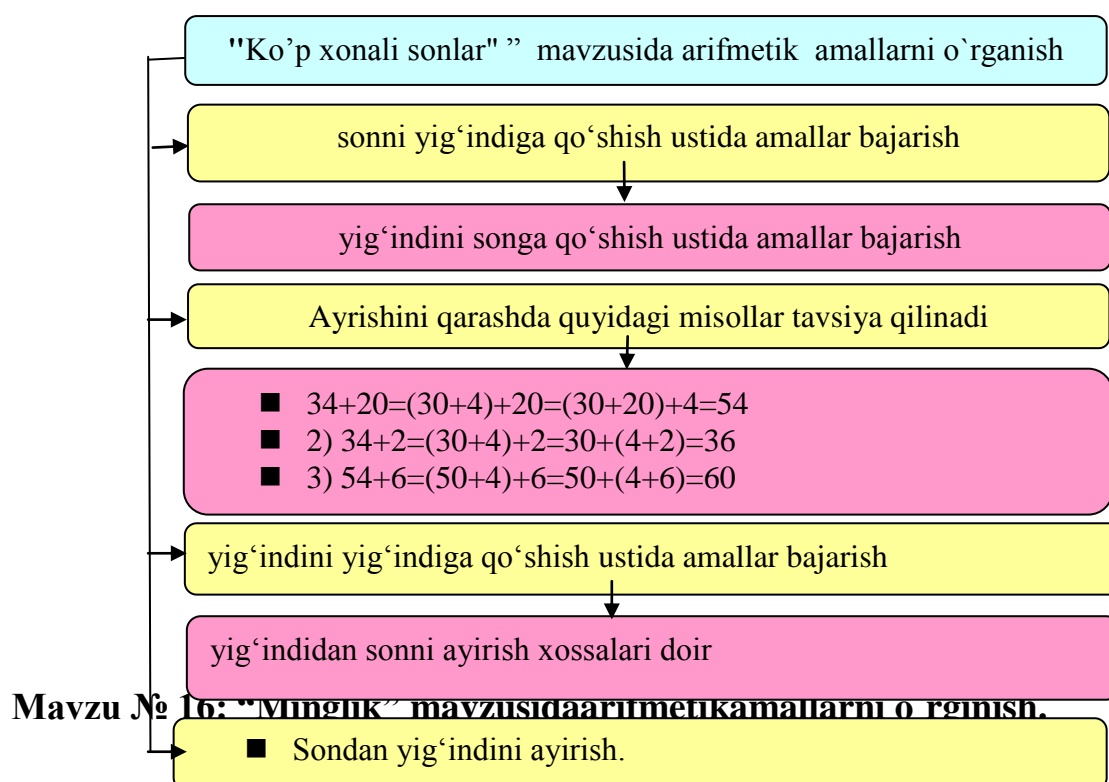 "Ko’p xonali sonlar" ” mavzusida arifmetik amallarni o`rganish
sonni yig‘indiga qo‘shish ustida amallar bajarish
yig‘indini songa qo‘shish ustida amallar bajarish
Ayrishini qarashda quyidagi misollar tavsiya qilinadi
■ 34+20=(30+4)+20=(30+20)+4=54
■ 2) 34+2=(30+4)+2=30+(4+2)=36
■ 3) 54+6=(50+4)+6=50+(4+6)=60
yig‘indini yig‘indiga qo‘shish ustida amallar bajarish
yig‘indidan sonni ayirish xossalari doir
Mavzu № 16: “Minglik” mavzusidaarifmetikamallarni o`rginish.
■ Sondan yig‘indini ayirish.